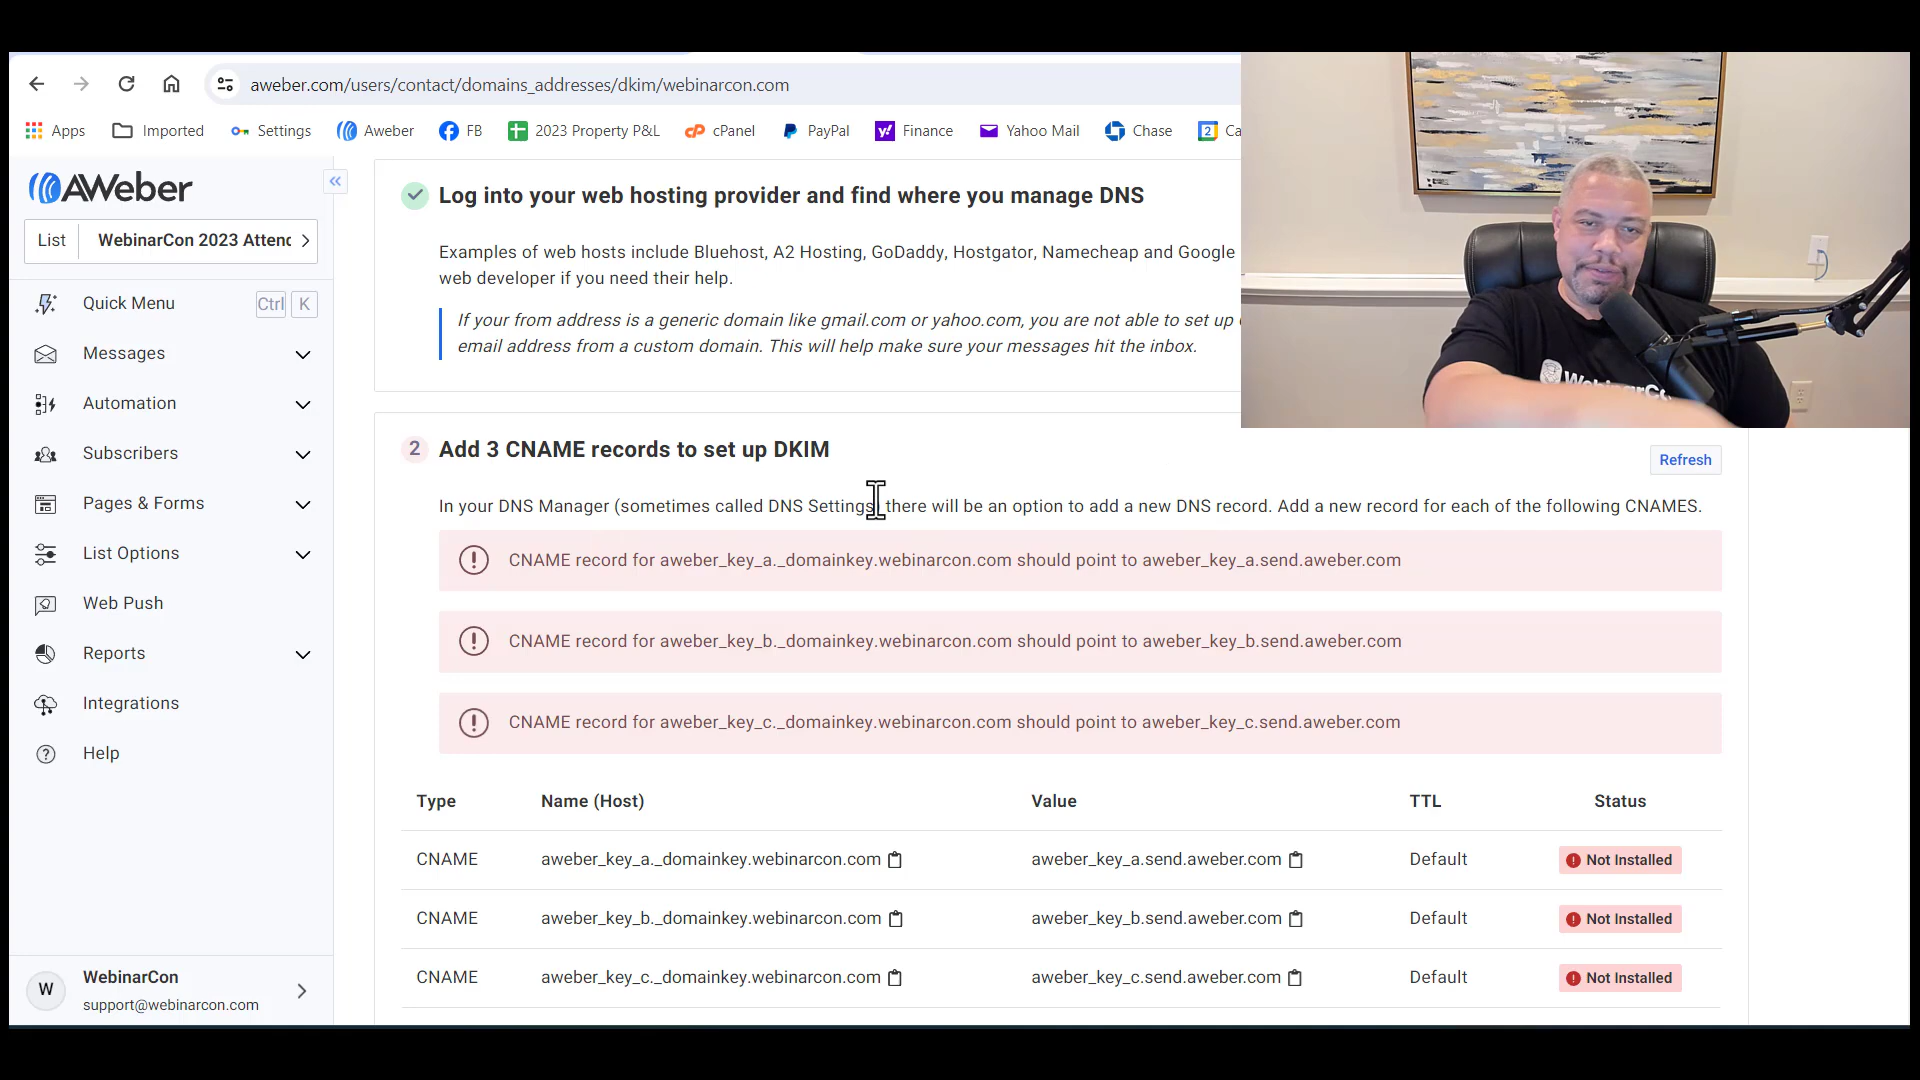 aweber.com/users/contact/domains_addresses/dkim/webinarcon.com
Apps Imported Settings Aweber FB 2023 Property P&L cPanel PayPal Finance Yahoo Mail Chase 2 Ca
AWeber
List WebinarCon 2023 Attenc
Quick Menu Ctrl K
Messages
Automation
Subscribers
Pages & Forms
List Options
Web Push
Reports
Integrations
Help
W
WebinarCon
support@webinarcon.com
Log into your web hosting provider and find where you manage DNS
Examples of web hosts include Bluehost, A2 Hosting, GoDaddy, Hostgator, Namecheap and Google
web developer if you need their help.
If your from address is a generic domain like gmail.com or yahoo.com, you are not able to set up
email address from a custom domain. This will help make sure your messages hit the inbox.
2 Add 3 CNAME records to set up DKIM
Refresh
In your DNS Manager (sometimes called DNS Settings) there will be an option to add a new DNS record. Add a new record for each of the following CNAMES.
CNAME record for aweber_key_a._domainkey.webinarcon.com should point to aweber_key_a.send.aweber.com
CNAME record for aweber_key_b._domainkey.webinarcon.com should point to aweber_key_b.send.aweber.com
CNAME record for aweber_key_c._domainkey.webinarcon.com should point to aweber_key_c.send.aweber.com
Type Name (Host) Value TTL Status
CNAME aweber_key_a._domainkey.webinarcon.com aweber_key_a.send.aweber.com Default Not Installed
CNAME aweber_key_b._domainkey.webinarcon.com aweber_key_b.send.aweber.com Default Not Installed
CNAME aweber_key_c._domainkey.webinarcon.com aweber_key_c.send.aweber.com Default Not Installed